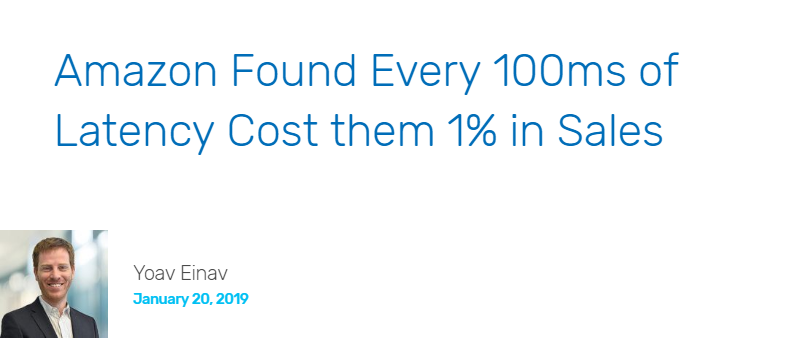 Amazon Found Every 100ms of
Latency Cost them 1% in Sales
Yoav Einav
January 20, 2019